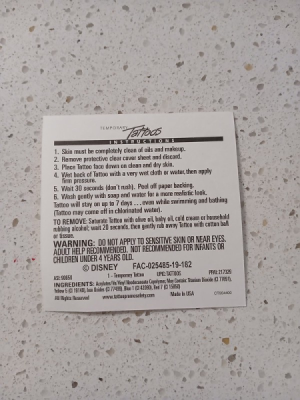 TEMPORARY Tattoos
INSTRUCTIONS
1. Skin must be completely clean of oils and makeup.
2. Remove protective clear cover sheet and discard.
3. Place Tattoo face down on clean and dry skin.
4. Wet back of Tattoo with a very wet cloth or water, then apply
firm pressure.
5. Wait 30 seconds (don't rush). Peel off paper backing.
6. Wash gently with soap and water for a more realistic look.
Tattoo will stay on up to 7 days . . . even while swimming and bathing
(Tattoo may come off in chlorinated water).
TO REMOVE: Saturate Tattoo with olive oil, baby oil, cold cream or household
rubbing alcohol; wait 20 seconds, then gently rub away Tattoo with cotton ball
or tissue.
WARNING: DO NOT APPLY TO SENSITIVE SKIN OR NEAR EYES.
ADULT HELP RECOMMENDED. NOT RECOMMENDED FOR INFANTS OR
CHILDREN UNDER 4 YEARS OLD.
© DISNEY FAC-025485-19-162
1 - Temporary Tattoo
INGREDIENTS:
All Rights Reserved www.tattoosafety.com Made in USA